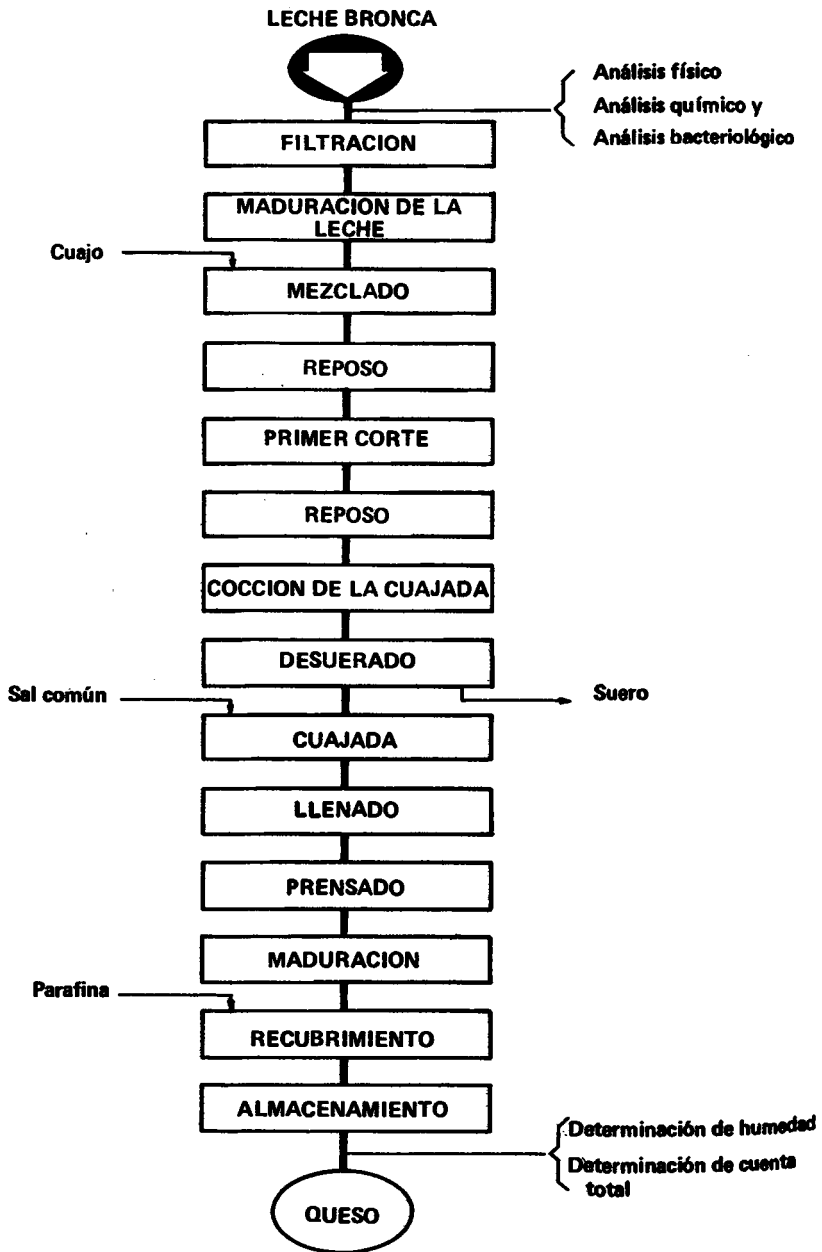 LECHE BRONCA
Análisis físico
Análisis químico y
Análisis bacteriológico
FILTRACION
MADURACION DE LA
LECHE
Cuajo
MEZCLADO
REPOSO
PRIMER CORTE
REPOSO
COCCION DE LA CUAJADA
DESUERADO
Sal común
Suero
CUAJADA
LLENADO
PRENSADO
MADURACION
Parafina
RECUBRIMIENTO
ALMACENAMIENTO
Determinación de humedad
Determinación de cuenta
total
QUESO